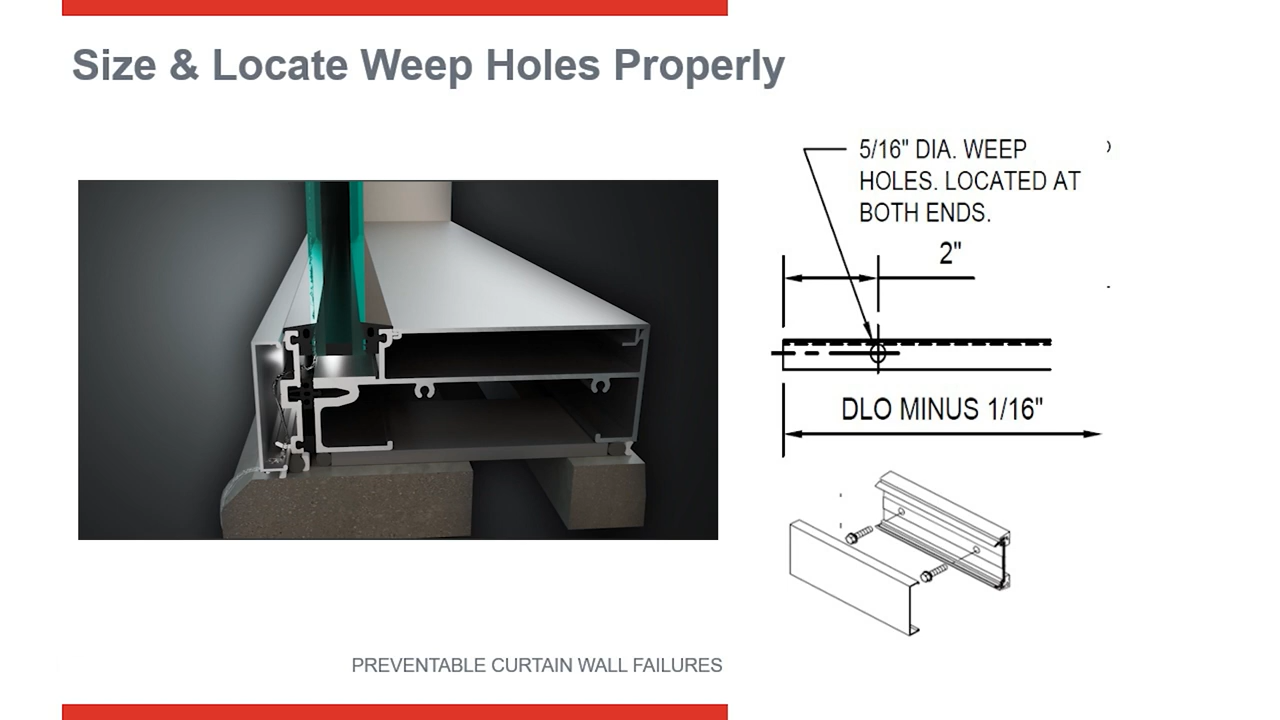 Size & Locate Weep Holes Properly
5/16" DIA. WEEP
HOLES. LOCATED AT
BOTH ENDS.
2"
DLO MINUS 1/16"
PREVENTABLE CURTAIN WALL FAILURES